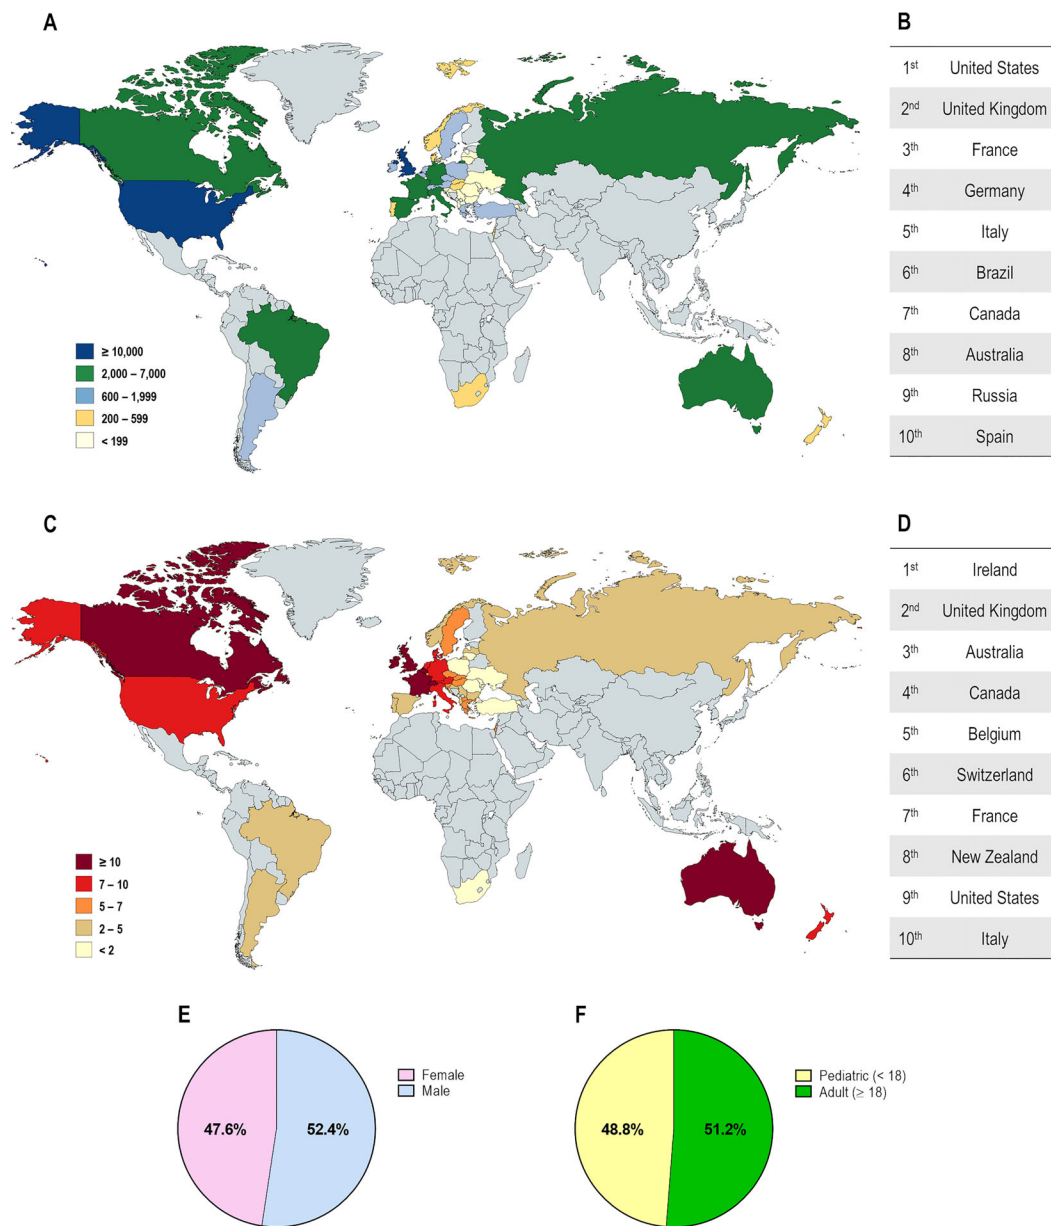 A
B
1st United States
2nd United Kingdom
3th France
4th Germany
5th Italy
6th Brazil
7th Canada
8th Australia
9th Russia
10th Spain
≥ 10,000
2,000 – 7,000
600 – 1,999
200 – 599
< 199
C
D
1st Ireland
2nd United Kingdom
3th Australia
4th Canada
5th Belgium
6th Switzerland
7th France
8th New Zealand
9th United States
10th Italy
≥ 10
7 – 10
5 – 7
2 – 5
< 2
E
47.6%
52.4%
Female
Male
F
48.8%
51.2%
Pediatric (< 18)
Adult (≥ 18)